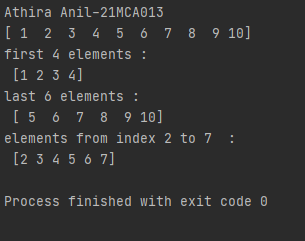 Athira Anil-21MCA013
[ 1  2  3  4  5  6  7  8  9 10]
first 4 elements :
 [1 2 3 4]
last 6 elements :
 [ 5  6  7  8  9 10]
elements from index 2 to 7  :
 [2 3 4 5 6 7]
Process finished with exit code 0